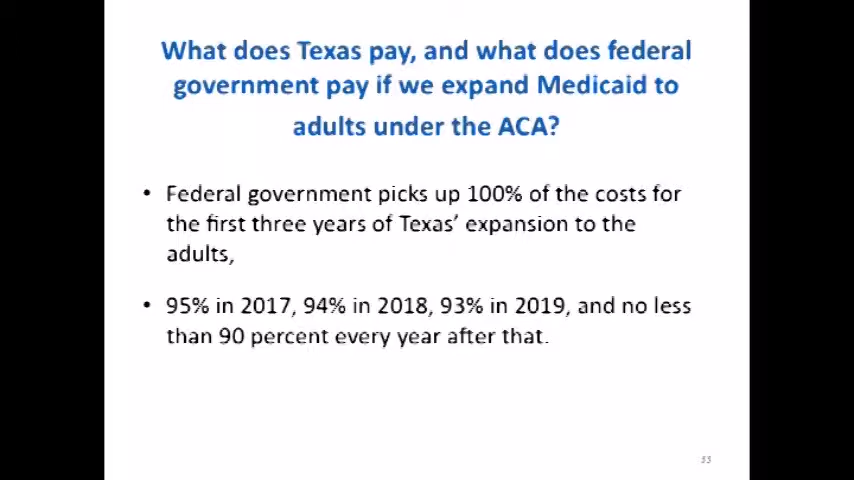 What does Texas pay, and what does federal
government pay if we expand Medicaid to
adults under the ACA?
• Federal government picks up 100% of the costs for
the first three years of Texas’ expansion to the
adults,
• 95% in 2017, 94% in 2018, 93% in 2019, and no less
than 90 percent every year after that.
53